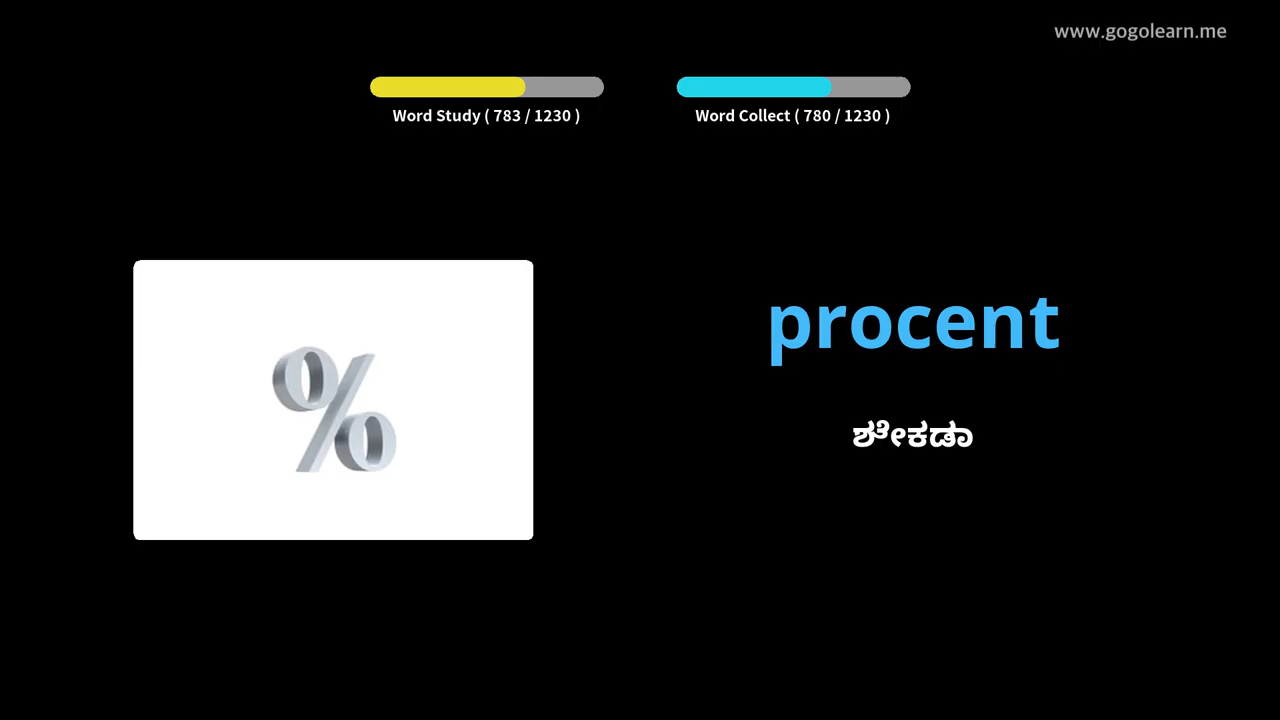 www.gogolearn.me
Word Study ( 783 / 1230 )
Word Collect ( 780 / 1230 )
%
procent
ಶೇಕಡಾ